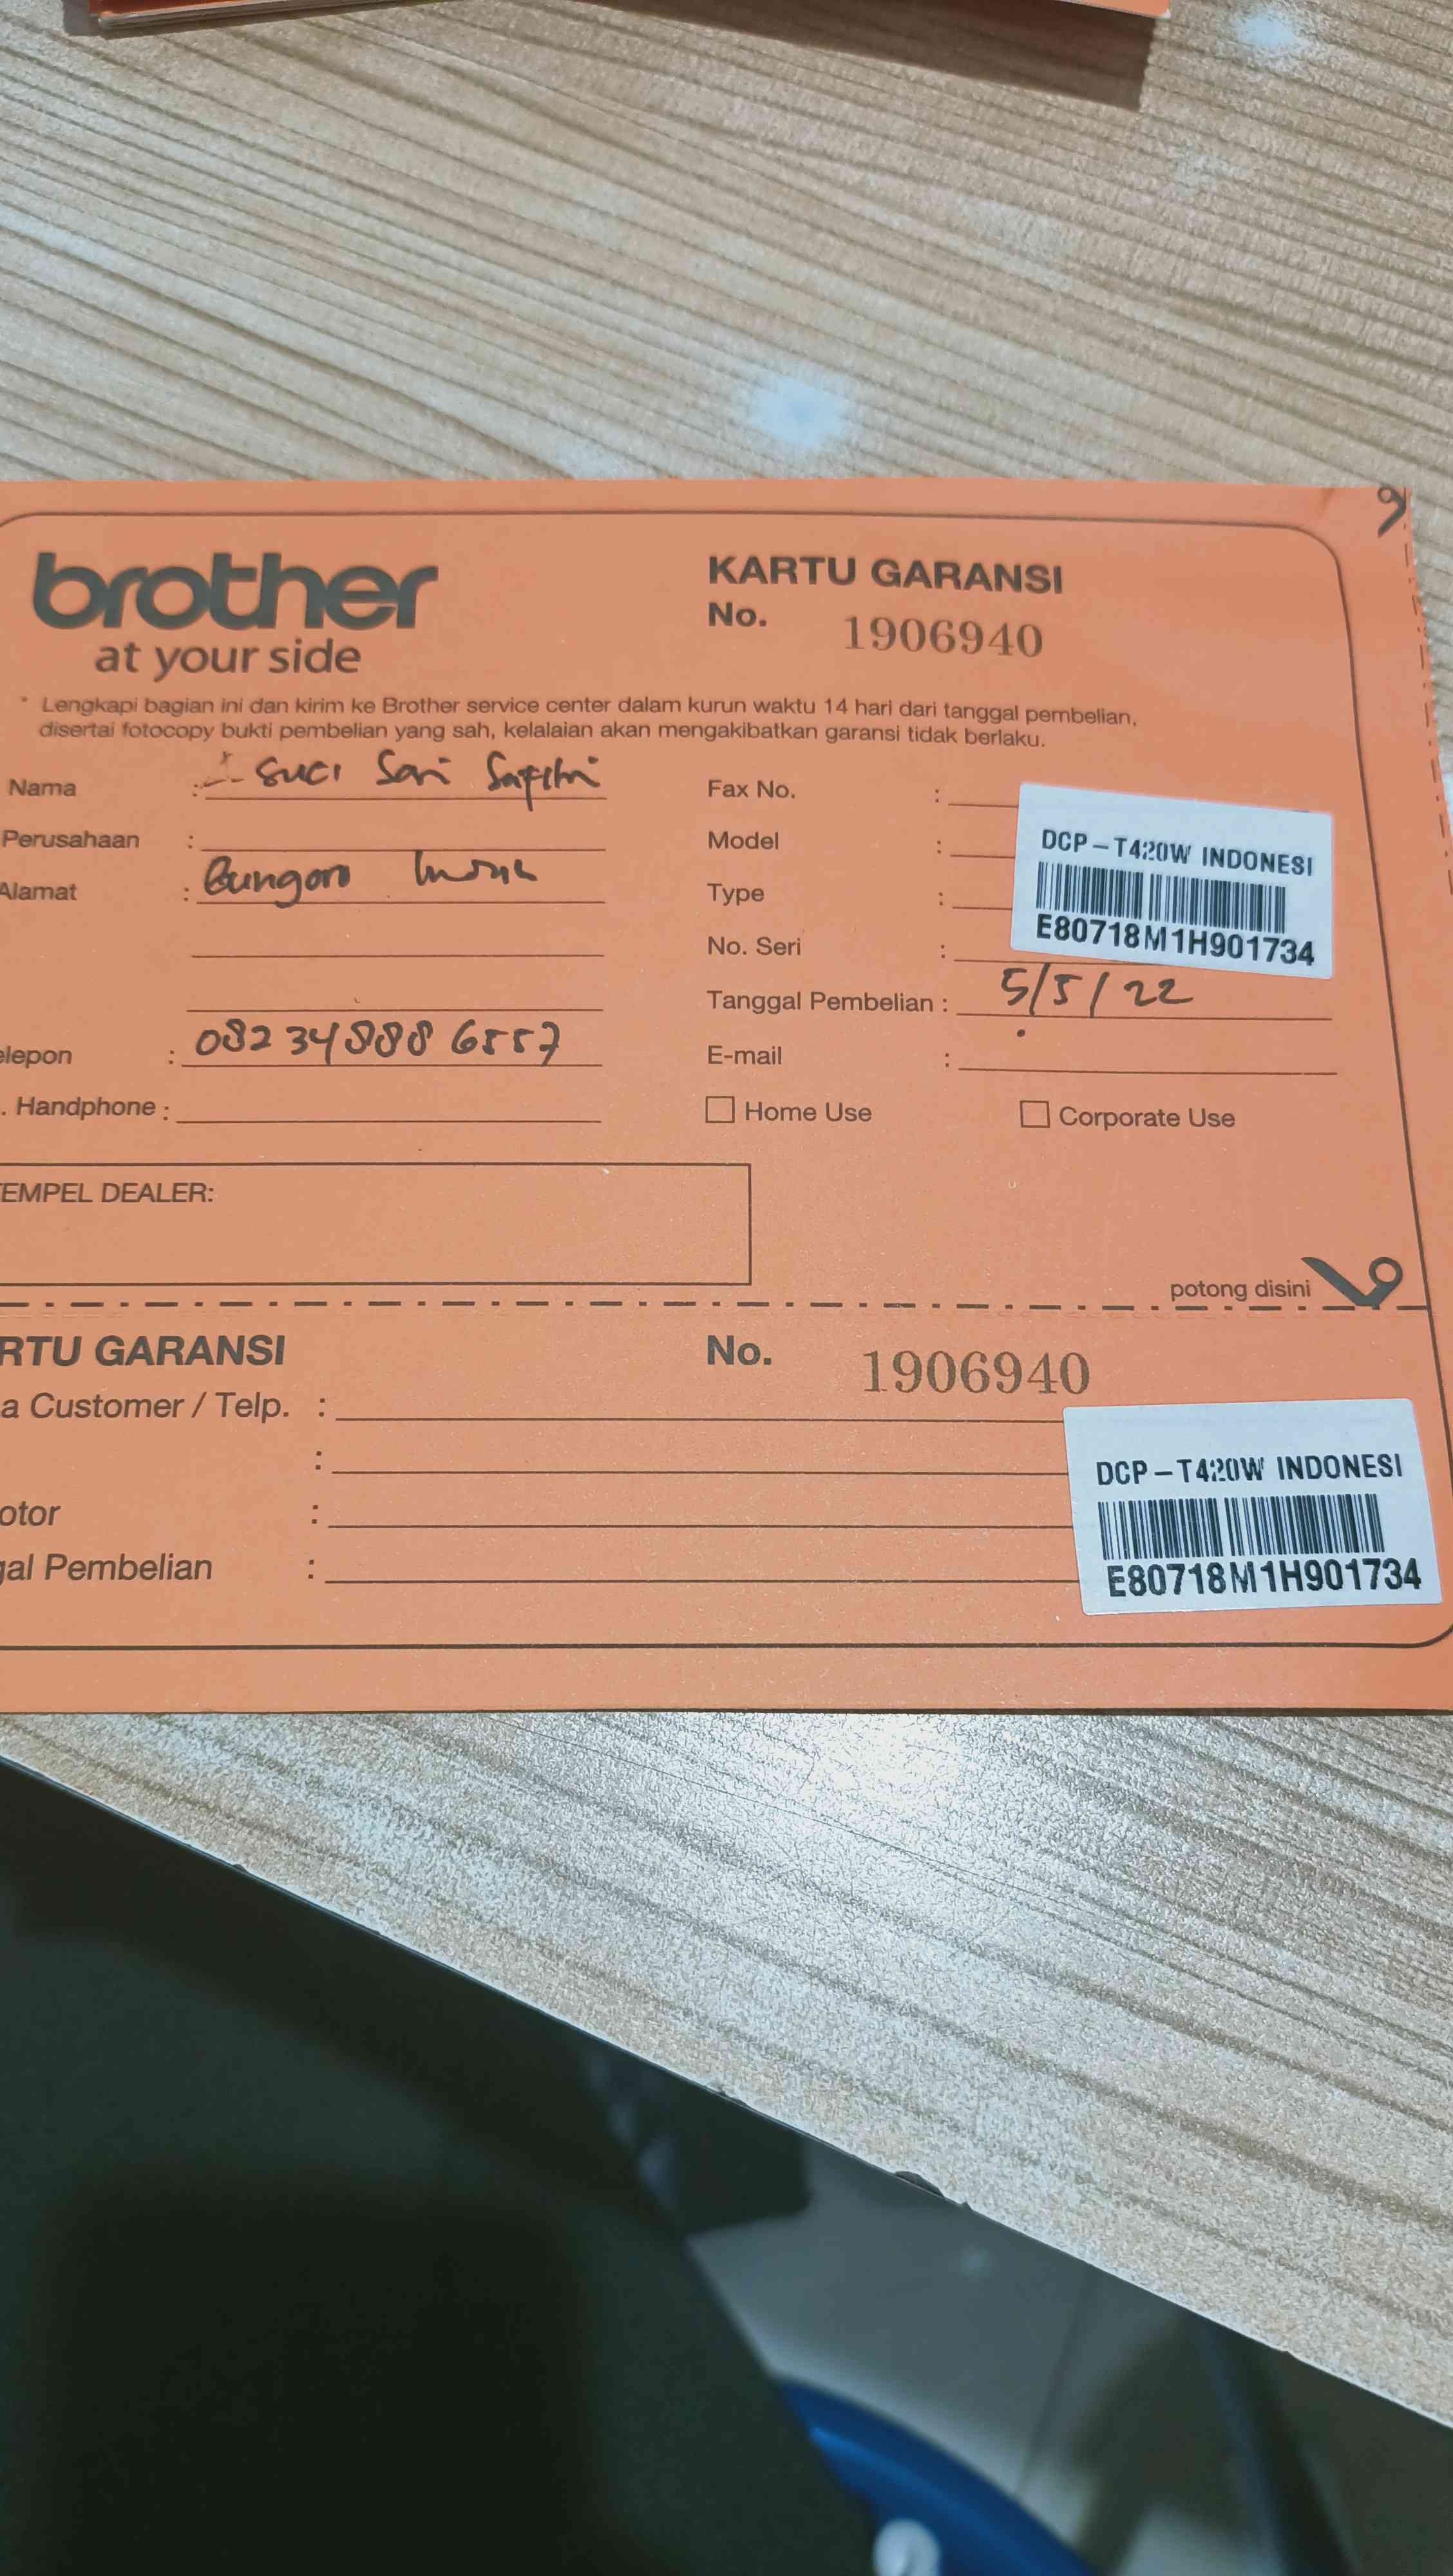 brother
at your side
KARTU GARANSI
No. 1906940
* Lengkapi bagian ini dan kirim ke Brother service center dalam kurun waktu 14 hari dari tanggal pembelian,
disertai fotocopy bukti pembelian yang sah, kelalaian akan mengakibatkan garansi tidak berlaku.
Nama : Suci Sari Safitri
Perusahaan :
Alamat : Bungoro
elepon : 082348886557
. Handphone :
Fax No. :
Model :
Type :
No. Seri :
DCP-T420W INDONESI
E80718M1H901734
Tanggal Pembelian : 5/5/22
E-mail :
Home Use
Corporate Use
TEMPEL DEALER:
potong disini
RTU GARANSI
No. 1906940
a Customer / Telp. :
:
otor :
gal Pembelian :
DCP-T420W INDONESI
E80718M1H901734